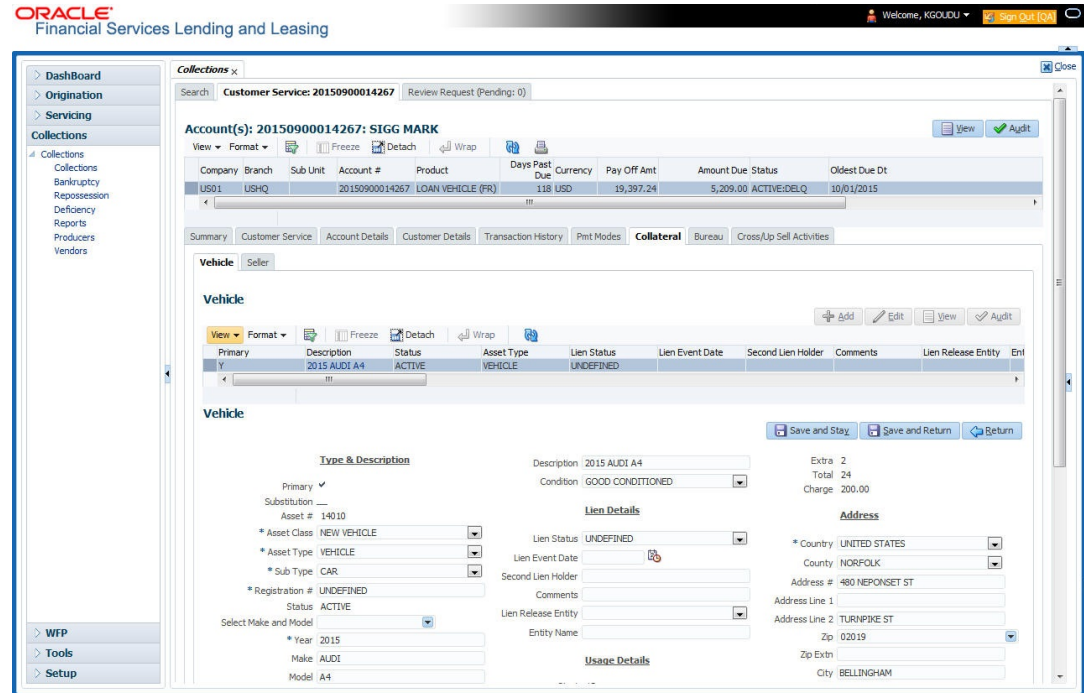 ORACLE
Financial Services Lending and Leasing
Welcome, KGOUDU
Sign Out [QA]
Close
DashBoard
Origination
Servicing
Collections
Collections
Collections
Bankruptcy
Repossession
Deficiency
Reports
Producers
Vendors
WFP
Tools
Setup
Collections x
Search Customer Service: 20150900014267 Review Request (Pending: 0)
Account(s): 20150900014267: SIGG MARK
View Audit
View Format Freeze Detach Wrap
Company Branch Sub Unit Account # Product Days Past Due Currency Pay Off Amt Amount Due Status Oldest Due Dt
US01 USHQ 20150900014267 LOAN VEHICLE (FR) 118 USD 19,397.24 5,209.00 ACTIVE:DELQ 10/01/2015
Summary Customer Service Account Details Customer Details Transaction History Pmt Modes Collateral Bureau Cross/Up Sell Activities
Vehicle Seller
Vehicle
Add Edit View Audit
View Format Freeze Detach Wrap
Primary Description Status Asset Type Lien Status Lien Event Date Second Lien Holder Comments Lien Release Entity Ent
Y 2015 AUDI A4 ACTIVE VEHICLE UNDEFINED
Vehicle
Save and Stay Save and Return Return
Type & Description
Primary
Substitution
Asset # 14010
* Asset Class NEW VEHICLE
* Asset Type VEHICLE
* Sub Type CAR
* Registration # UNDEFINED
Status ACTIVE
Select Make and Model
* Year 2015
Make AUDI
Model A4
Description 2015 AUDI A4
Condition GOOD CONDITIONED
Lien Details
Lien Status UNDEFINED
Lien Event Date
Second Lien Holder
Comments
Lien Release Entity
Entity Name
Usage Details
Extra 2
Total 24
Charge 200.00
Address
* Country UNITED STATES
County NORFOLK
Address # 480 NEPONSET ST
Address Line 1
Address Line 2 TURNPIKE ST
Zip 02019
Zip Extn
City BELLINGHAM